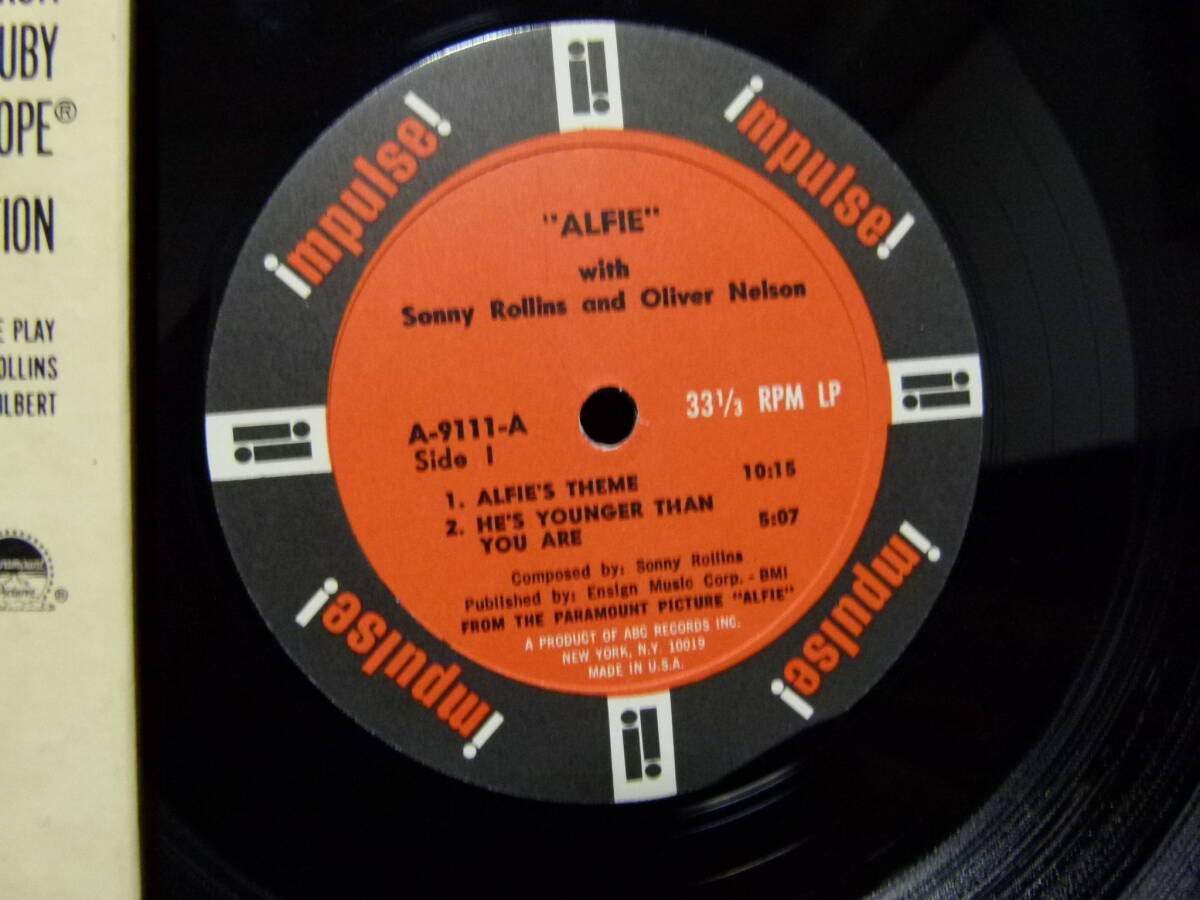 UBY
OPE®
TION
E PLAY
OLLINS
ILBERT
®
impulse!
impulse!
impulse!
impulse!
"ALFIE"
with
Sonny Rollins and Oliver Nelson
33⅓ RPM LP
A-9111-A
Side 1
1. ALFIE'S THEME 10:15
2. HE'S YOUNGER THAN
YOU ARE 5:07
Composed by: Sonny Rollins
Published by: Ensign Music Corp. - BMI
FROM THE PARAMOUNT PICTURE "ALFIE"
A PRODUCT OF ABC RECORDS INC.
NEW YORK, N.Y. 10019
MADE IN U.S.A.